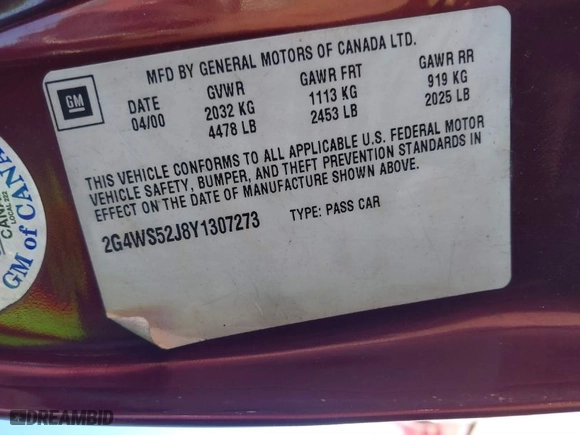 MFD BY GENERAL MOTORS OF CANADA LTD.
GM
DATE GVWR GAWR FRT GAWR RR
04/00 2032 KG 1113 KG 919 KG
4478 LB 2453 LB 2025 LB
THIS VEHICLE CONFORMS TO ALL APPLICABLE U.S. FEDERAL MOTOR
VEHICLE SAFETY, BUMPER, AND THEFT PREVENTION STANDARDS IN
EFFECT ON THE DATE OF MANUFACTURE SHOWN ABOVE.
2G4WS52J8Y1307273 TYPE: PASS CAR
GM of CANA
LOCAL 222
DREAMBID